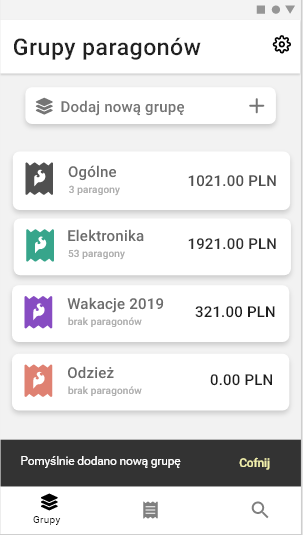 Grupy paragonów
Dodaj nową grupę
Ogólne
3 paragony
1021.00 PLN
Elektronika
53 paragony
1921.00 PLN
Wakacje 2019
brak paragonów
321.00 PLN
Odzież
brak paragonów
0.00 PLN
Pomyślnie dodano nową grupę
Cofnij
Grupy